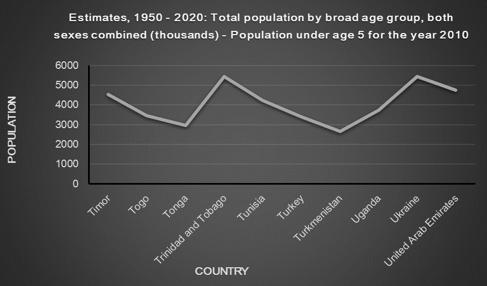 Estimates, 1950 - 2020: Total population by broad age group, both
sexes combined (thousands) - Population under age 5 for the year 2010
POPULATION
6000
5000
4000
3000
2000
1000
0
Timor
Togo
Tonga
Trinidad and Tobago
Tunisia
Turkey
Turkmenistan
Uganda
Ukraine
United Arab Emirates
COUNTRY